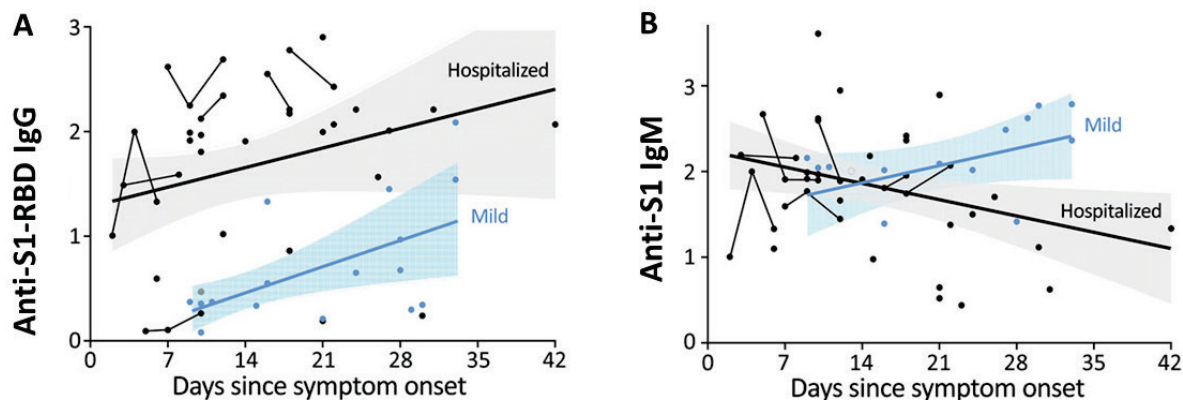 A
Anti-S1-RBD IgG
3
2
1
0
Hospitalized
Mild
0 7 14 21 28 35 42
Days since symptom onset
B
Anti-S1 IgM
3
2
1
0
Mild
Hospitalized
0 7 14 21 28 35 42
Days since symptom onset